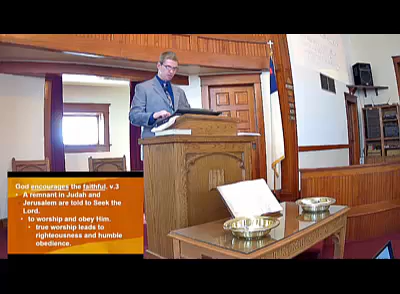 God encourages the faithful. v.3
• A remnant in Judah and
Jerusalem are told to Seek the
Lord.
• to worship and obey Him.
• true worship leads to
righteousness and humble
obedience.